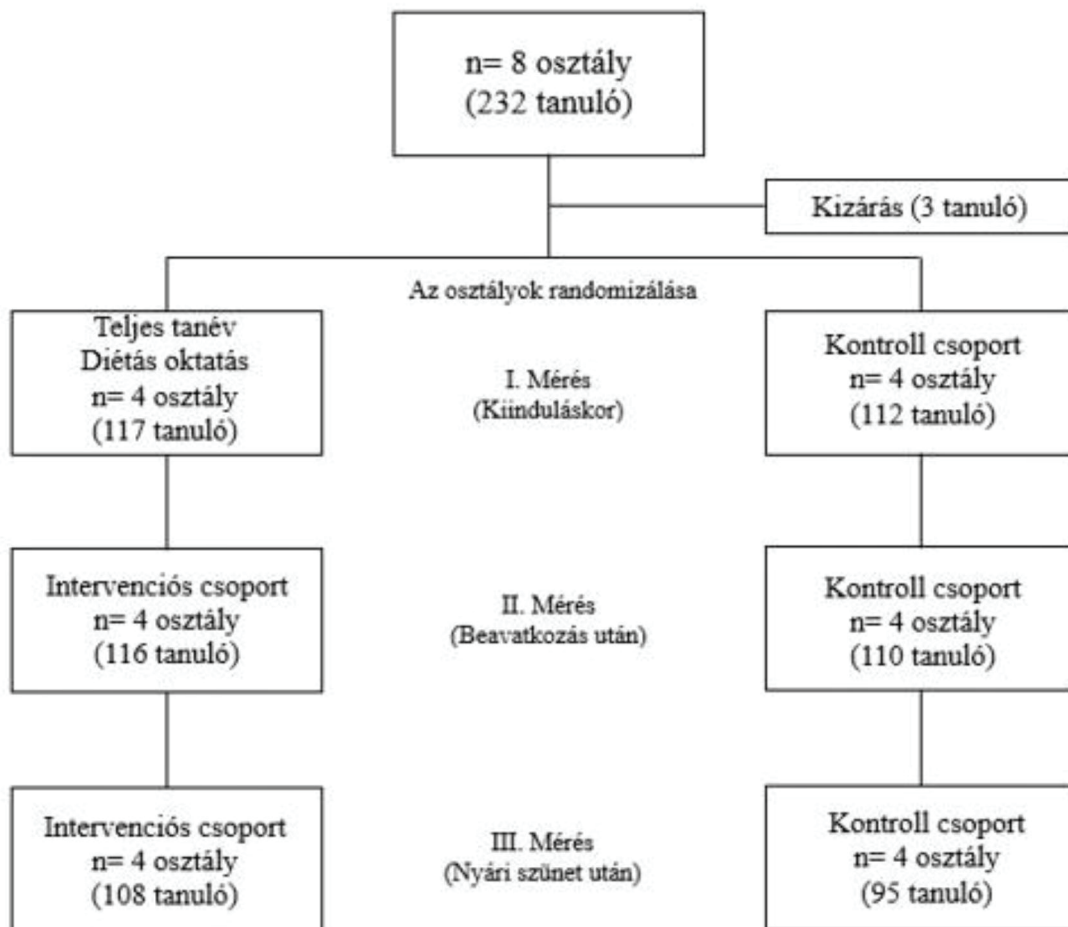 n= 8 osztály
(232 tanuló)
Kizárás (3 tanuló)
Az osztályok randomizálása
Teljes tanév
Diétás oktatás
n= 4 osztály
(117 tanuló)
I. Mérés
(Kiinduláskor)
Kontroll csoport
n= 4 osztály
(112 tanuló)
Intervenciós csoport
n= 4 osztály
(116 tanuló)
II. Mérés
(Beavatkozás után)
Kontroll csoport
n= 4 osztály
(110 tanuló)
Intervenciós csoport
n= 4 osztály
(108 tanuló)
III. Mérés
(Nyári szünet után)
Kontroll csoport
n= 4 osztály
(95 tanuló)